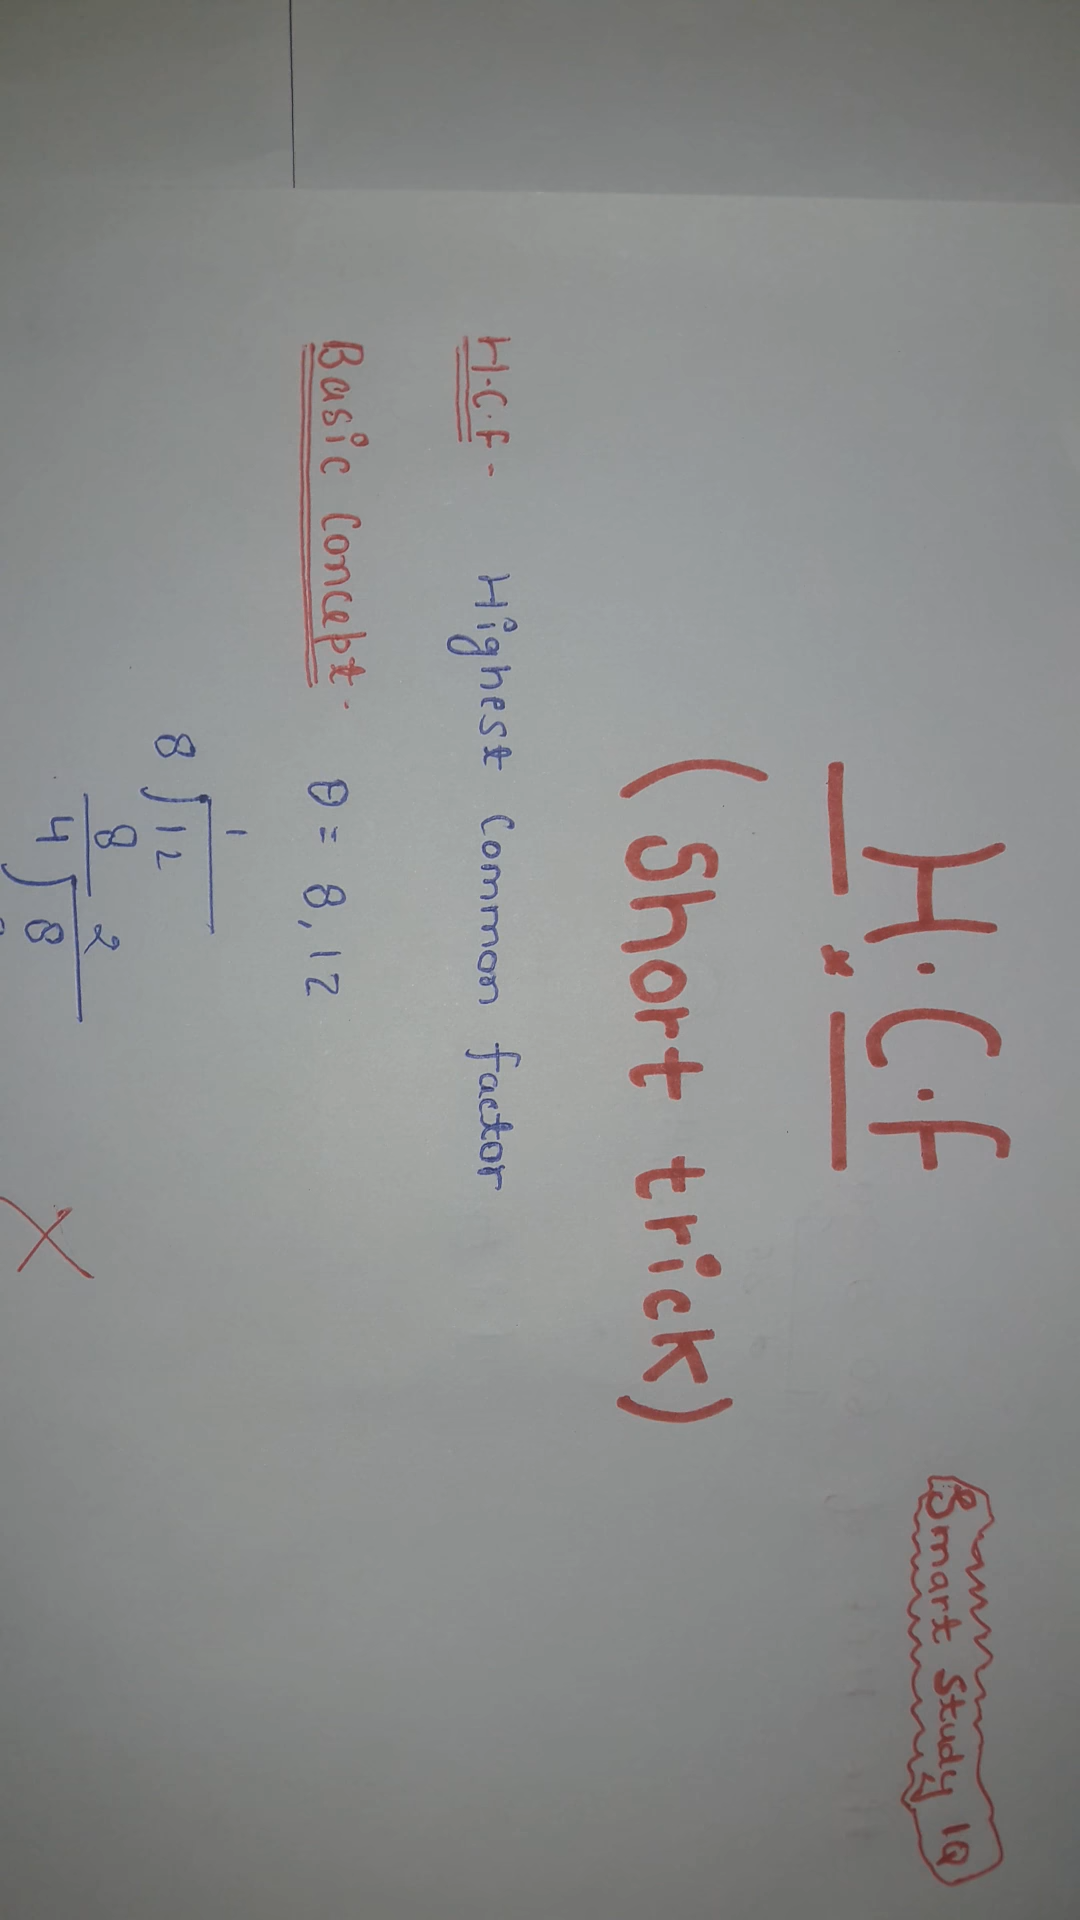 Smart Study IQ
H.C.F
(Short trick)
H.C.F - Highest Common factor
Basic Concept - θ = 8, 12
1
8 12
8 2
4 8